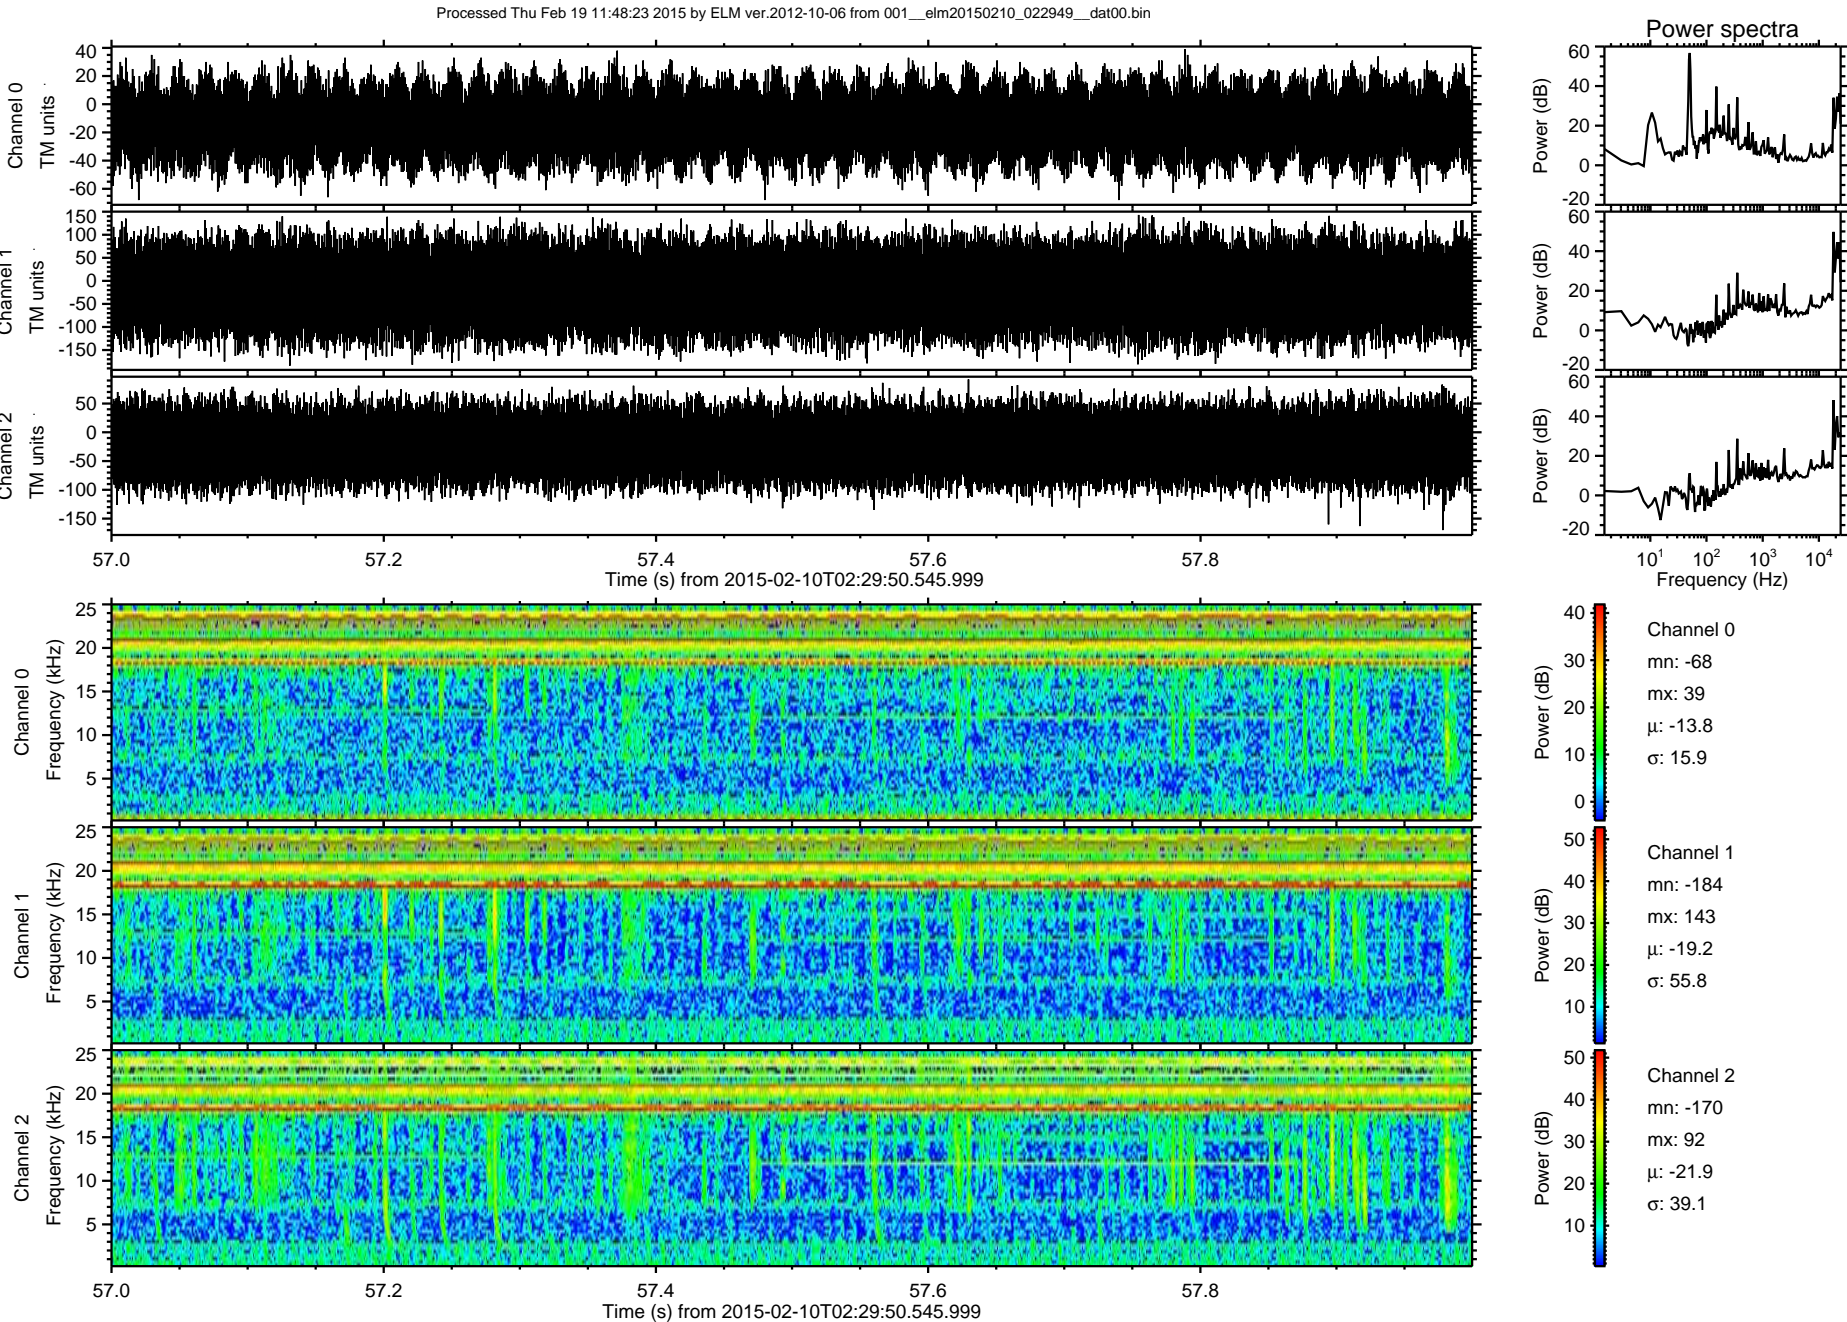 Processed Thu Feb 19 11:48:23 2015 by ELM ver.2012-10-06 from 001__elm20150210_022949__dat00.bin
Power spectra
Channel 0
TM units
40
20
0
-20
-40
-60
Power (dB)
60
40
20
0
-20
Channel 1
TM units
150
100
50
0
-50
-100
-150
Power (dB)
60
40
20
0
-20
Channel 2
TM units
50
0
-50
-100
-150
Power (dB)
60
40
20
0
-20
57.0 57.2 57.4 57.6 57.8
Time (s) from 2015-02-10T02:29:50.545.999
10¹ 10² 10³ 10⁴
Frequency (Hz)
Channel 0
Frequency (kHz)
25
20
15
10
5
Power (dB)
40
30
20
10
0
Channel 0
mn: -68
mx: 39
μ: -13.8
σ: 15.9
Channel 1
Frequency (kHz)
25
20
15
10
5
Power (dB)
50
40
30
20
10
Channel 1
mn: -184
mx: 143
μ: -19.2
σ: 55.8
Channel 2
Frequency (kHz)
25
20
15
10
5
Power (dB)
50
40
30
20
10
Channel 2
mn: -170
mx: 92
μ: -21.9
σ: 39.1
57.0 57.2 57.4 57.6 57.8
Time (s) from 2015-02-10T02:29:50.545.999